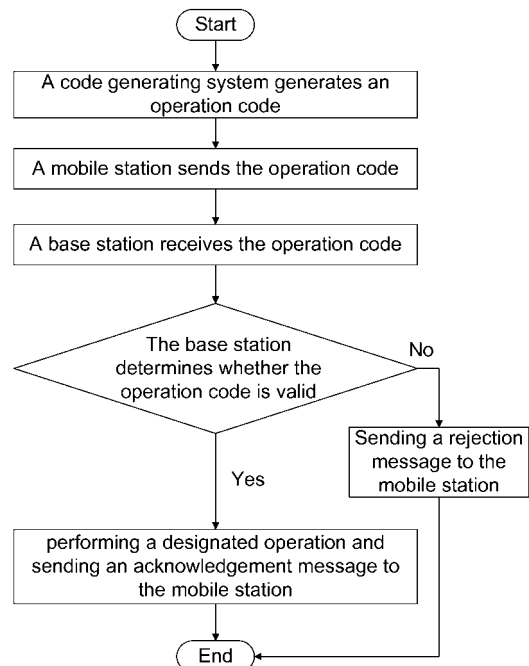 Start
A code generating system generates an
operation code
A mobile station sends the operation code
A base station receives the operation code
The base station
determines whether the
operation code is valid
No
Sending a rejection
message to the
mobile station
Yes
performing a designated operation and
sending an acknowledgement message to
the mobile station
End